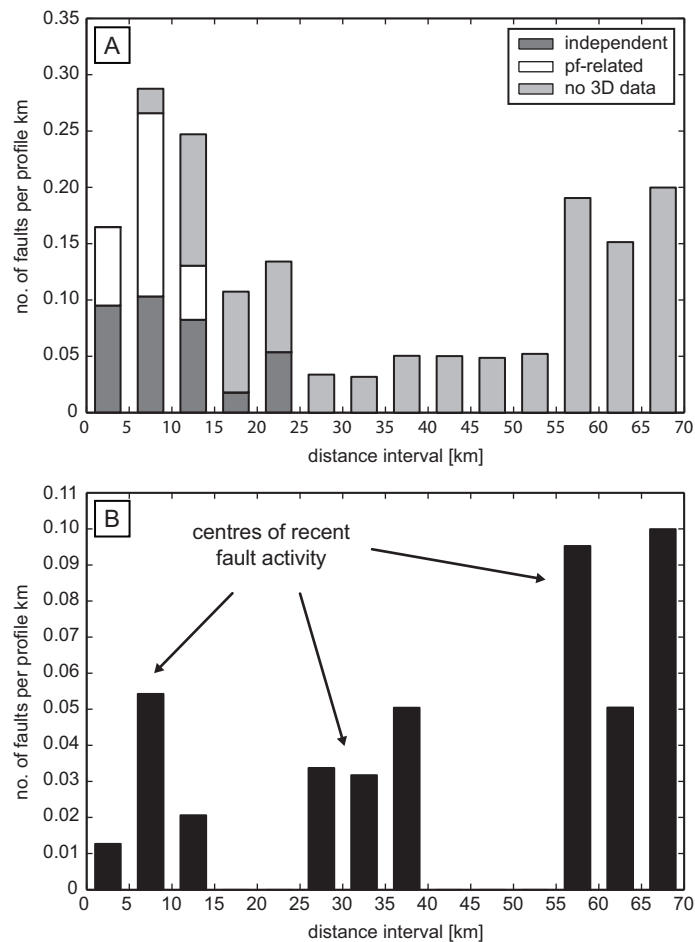 A
independent
pf-related
no 3D data
no. of faults per profile km
0.35
0.30
0.25
0.20
0.15
0.10
0.05
0
0 5 10 15 20 25 30 35 40 45 50 55 60 65 70
distance interval [km]
B
centres of recent
fault activity
no. of faults per profile km
0.11
0.10
0.09
0.08
0.07
0.06
0.05
0.04
0.03
0.02
0.01
0
0 5 10 15 20 25 30 35 40 45 50 55 60 65 70
distance interval [km]